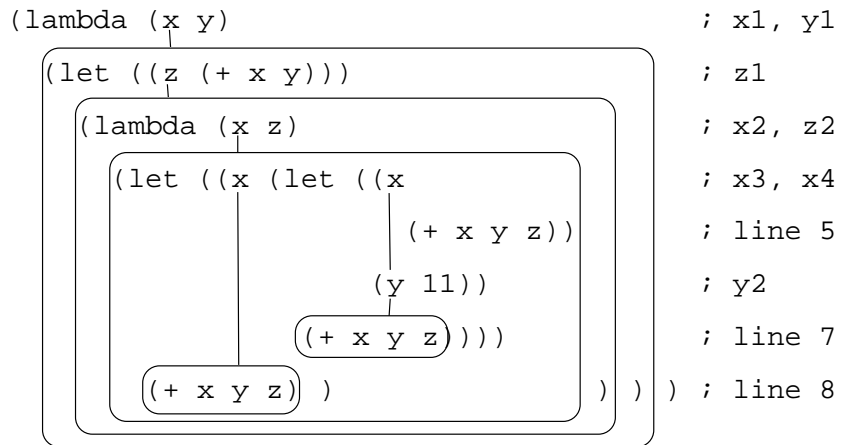 (lambda (x y) ; x1, y1
(let ((z (+ x y))) ; z1
(lambda (x z) ; x2, z2
(let ((x (let ((x ; x3, x4
(+ x y z)) ; line 5
(y 11)) ; y2
(+ x y z)))) ; line 7
(+ x y z) ) ) ) ) ; line 8